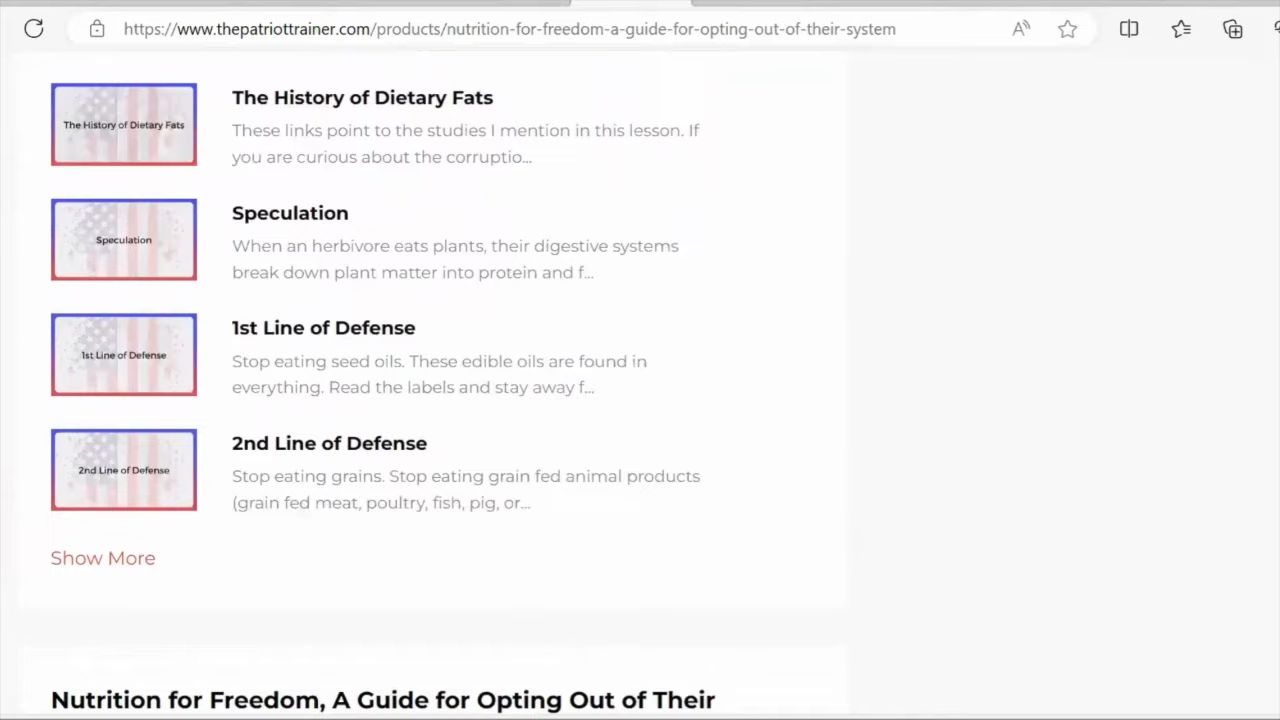 https://www.thepatriottrainer.com/products/nutrition-for-freedom-a-guide-for-opting-out-of-their-system
The History of Dietary Fats
The History of Dietary Fats
These links point to the studies I mention in this lesson. If
you are curious about the corruptio...
Speculation
Speculation
When an herbivore eats plants, their digestive systems
break down plant matter into protein and f...
1st Line of Defense
1st Line of Defense
Stop eating seed oils. These edible oils are found in
everything. Read the labels and stay away f...
2nd Line of Defense
2nd Line of Defense
Stop eating grains. Stop eating grain fed animal products
(grain fed meat, poultry, fish, pig, or...
Show More
Nutrition for Freedom, A Guide for Opting Out of Their